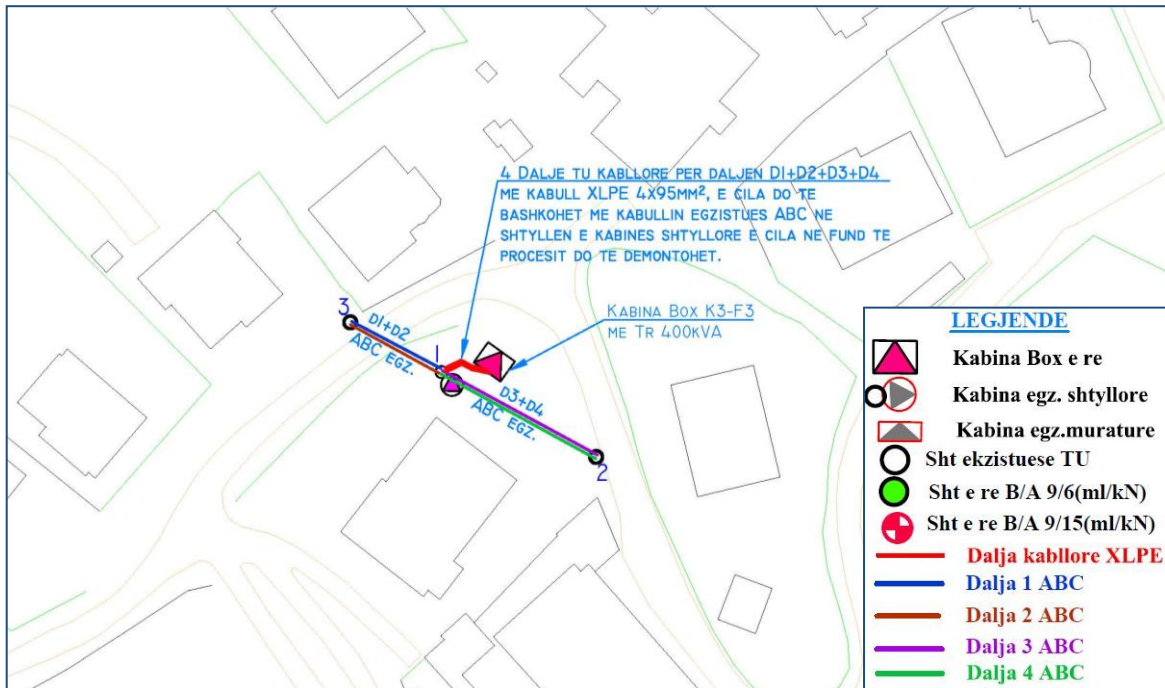 4 DALJE TU KABLLORE PER DALJEN D1+D2+D3+D4
ME KABULL XLPE 4X95MM², E CILA DO TE
BASHKOHET ME KABULLIN EGZISTUES ABC NE
SHTYLLEN E KABINES SHTYLLORE E CILA NE FUND TE
PROCESIT DO TE DEMONTOHET.
KABINA BOX K3-F3
ME TR 400KVA
3
D1+D2
ABC EGZ.
1
D3+D4
ABC EGZ.
2
LEGJENDE
Kabina Box e re
Kabina egz. shtyllore
Kabina egz.murature
Sht ekzistuese TU
Sht e re B/A 9/6(ml/kN)
Sht e re B/A 9/15(ml/kN)
Dalja kabllore XLPE
Dalja 1 ABC
Dalja 2 ABC
Dalja 3 ABC
Dalja 4 ABC